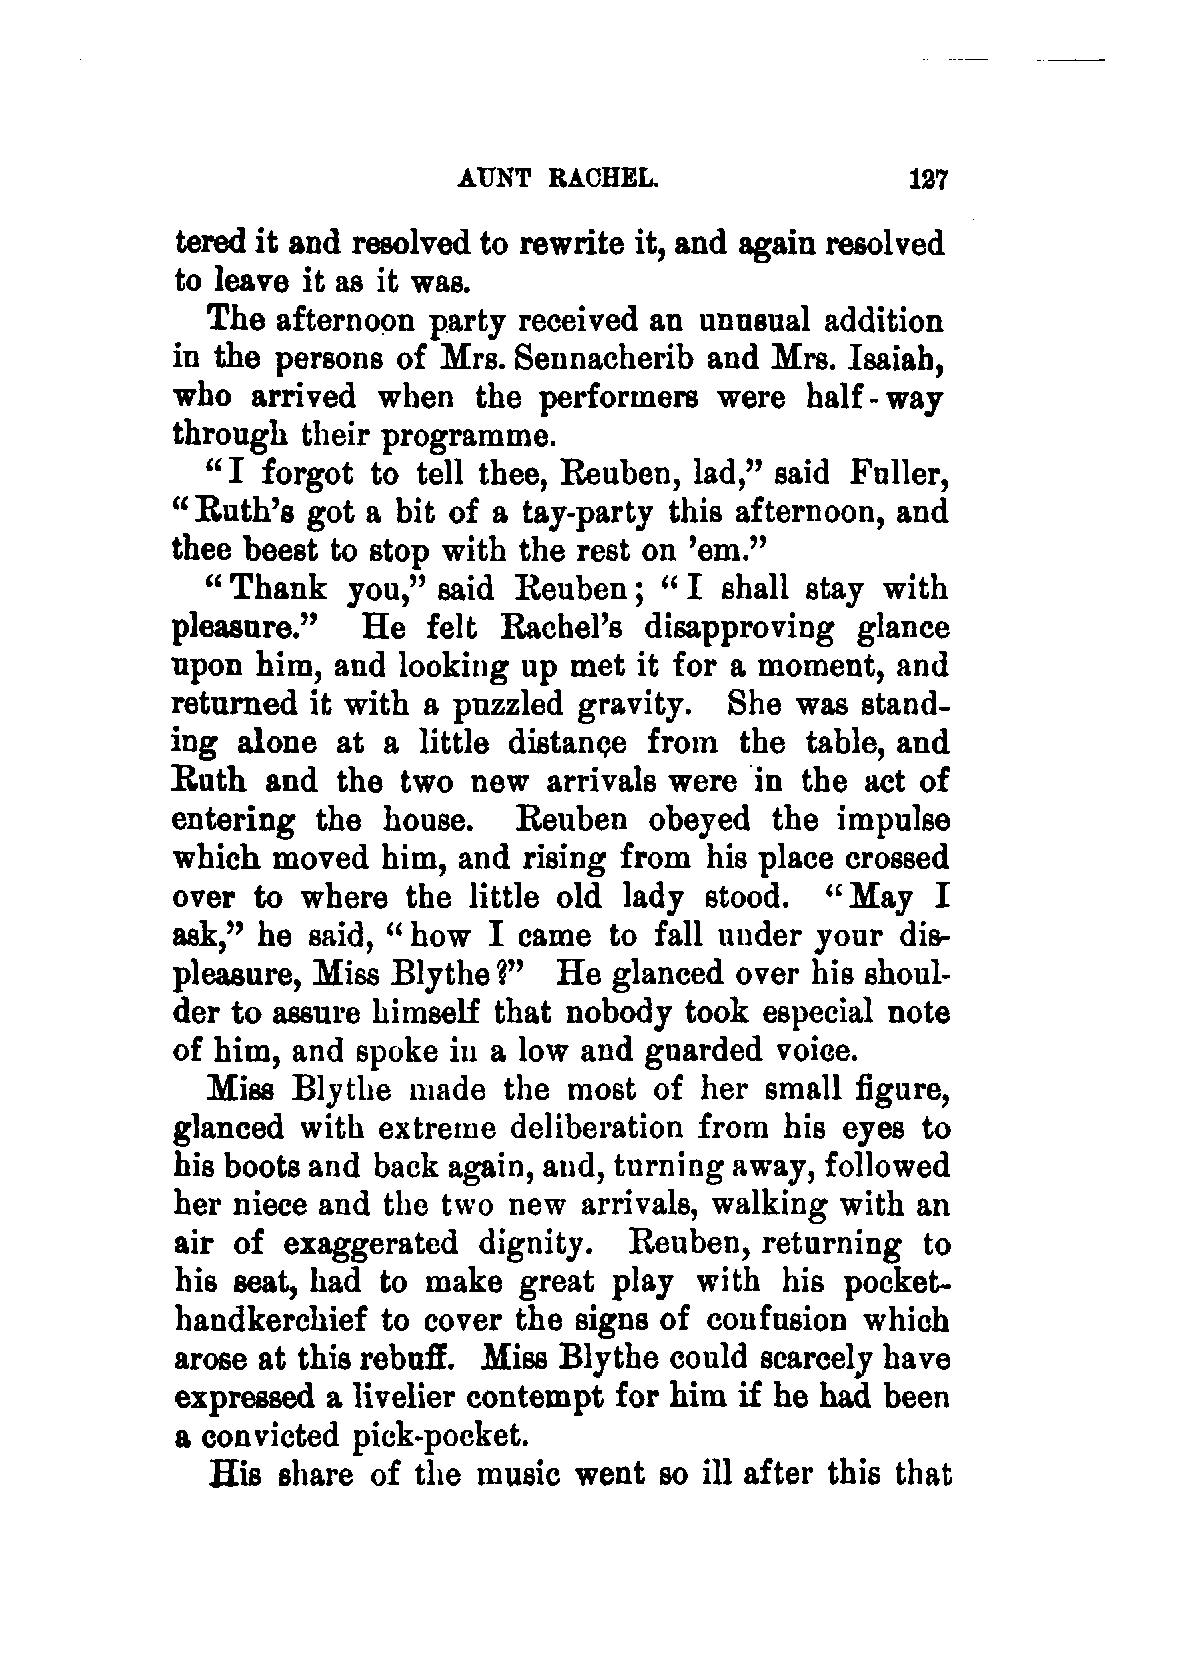 AUNT RACHEL. 127
tered it and resolved to rewrite it, and again resolved
to leave it as it was.
The afternoon party received an unusual addition
in the persons of Mrs. Sennacherib and Mrs. Isaiah,
who arrived when the performers were half-way
through their programme.
"I forgot to tell thee, Reuben, lad," said Fuller,
"Ruth's got a bit of a tay-party this afternoon, and
thee beest to stop with the rest on 'em."
"Thank you," said Reuben; "I shall stay with
pleasure." He felt Rachel's disapproving glance
upon him, and looking up met it for a moment, and
returned it with a puzzled gravity. She was stand-
ing alone at a little distance from the table, and
Ruth and the two new arrivals were in the act of
entering the house. Reuben obeyed the impulse
which moved him, and rising from his place crossed
over to where the little old lady stood. "May I
ask," he said, "how I came to fall under your dis-
pleasure, Miss Blythe?" He glanced over his shoul-
der to assure himself that nobody took especial note
of him, and spoke in a low and guarded voice.
Miss Blythe made the most of her small figure,
glanced with extreme deliberation from his eyes to
his boots and back again, and, turning away, followed
her niece and the two new arrivals, walking with an
air of exaggerated dignity. Reuben, returning to
his seat, had to make great play with his pocket-
handkerchief to cover the signs of confusion which
arose at this rebuff. Miss Blythe could scarcely have
expressed a livelier contempt for him if he had been
a convicted pick-pocket.
His share of the music went so ill after this that